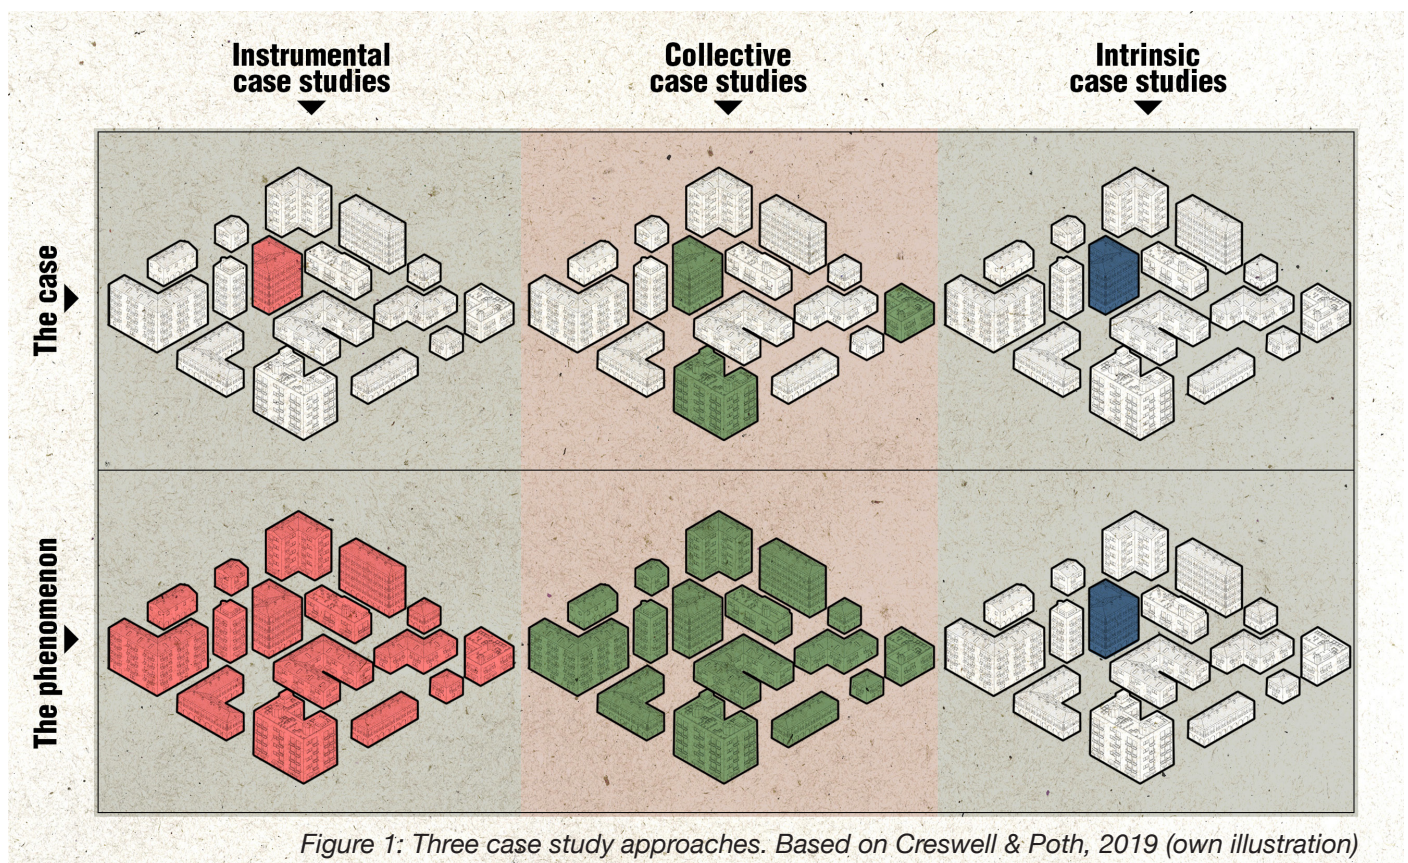 Instrumental
case studies
Collective
case studies
Intrinsic
case studies
The case
The phenomenon
Figure 1: Three case study approaches. Based on Creswell & Poth, 2019 (own illustration)